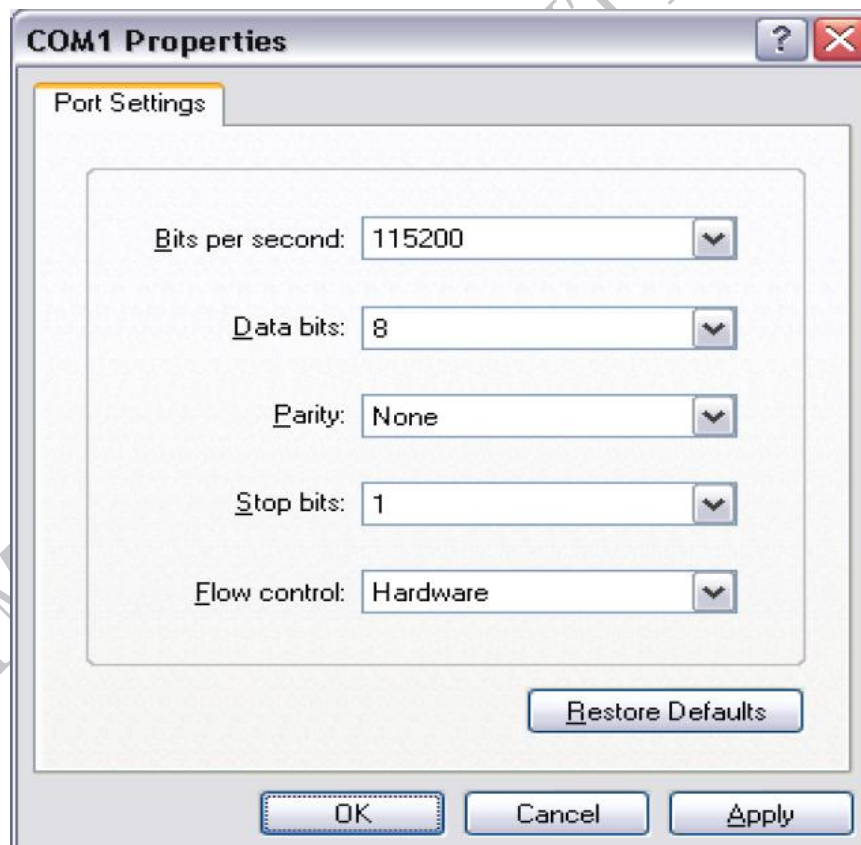 COM1 Properties
?
Port Settings
Bits per second: 115200
Data bits: 8
Parity: None
Stop bits: 1
Flow control: Hardware
Restore Defaults
OK Cancel Apply